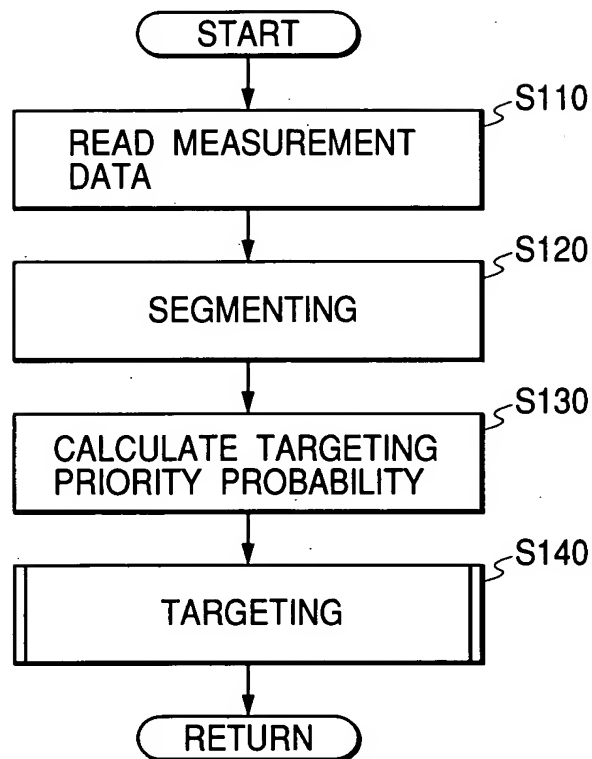 START
S110
READ MEASUREMENT
DATA
S120
SEGMENTING
S130
CALCULATE TARGETING
PRIORITY PROBABILITY
S140
TARGETING
RETURN